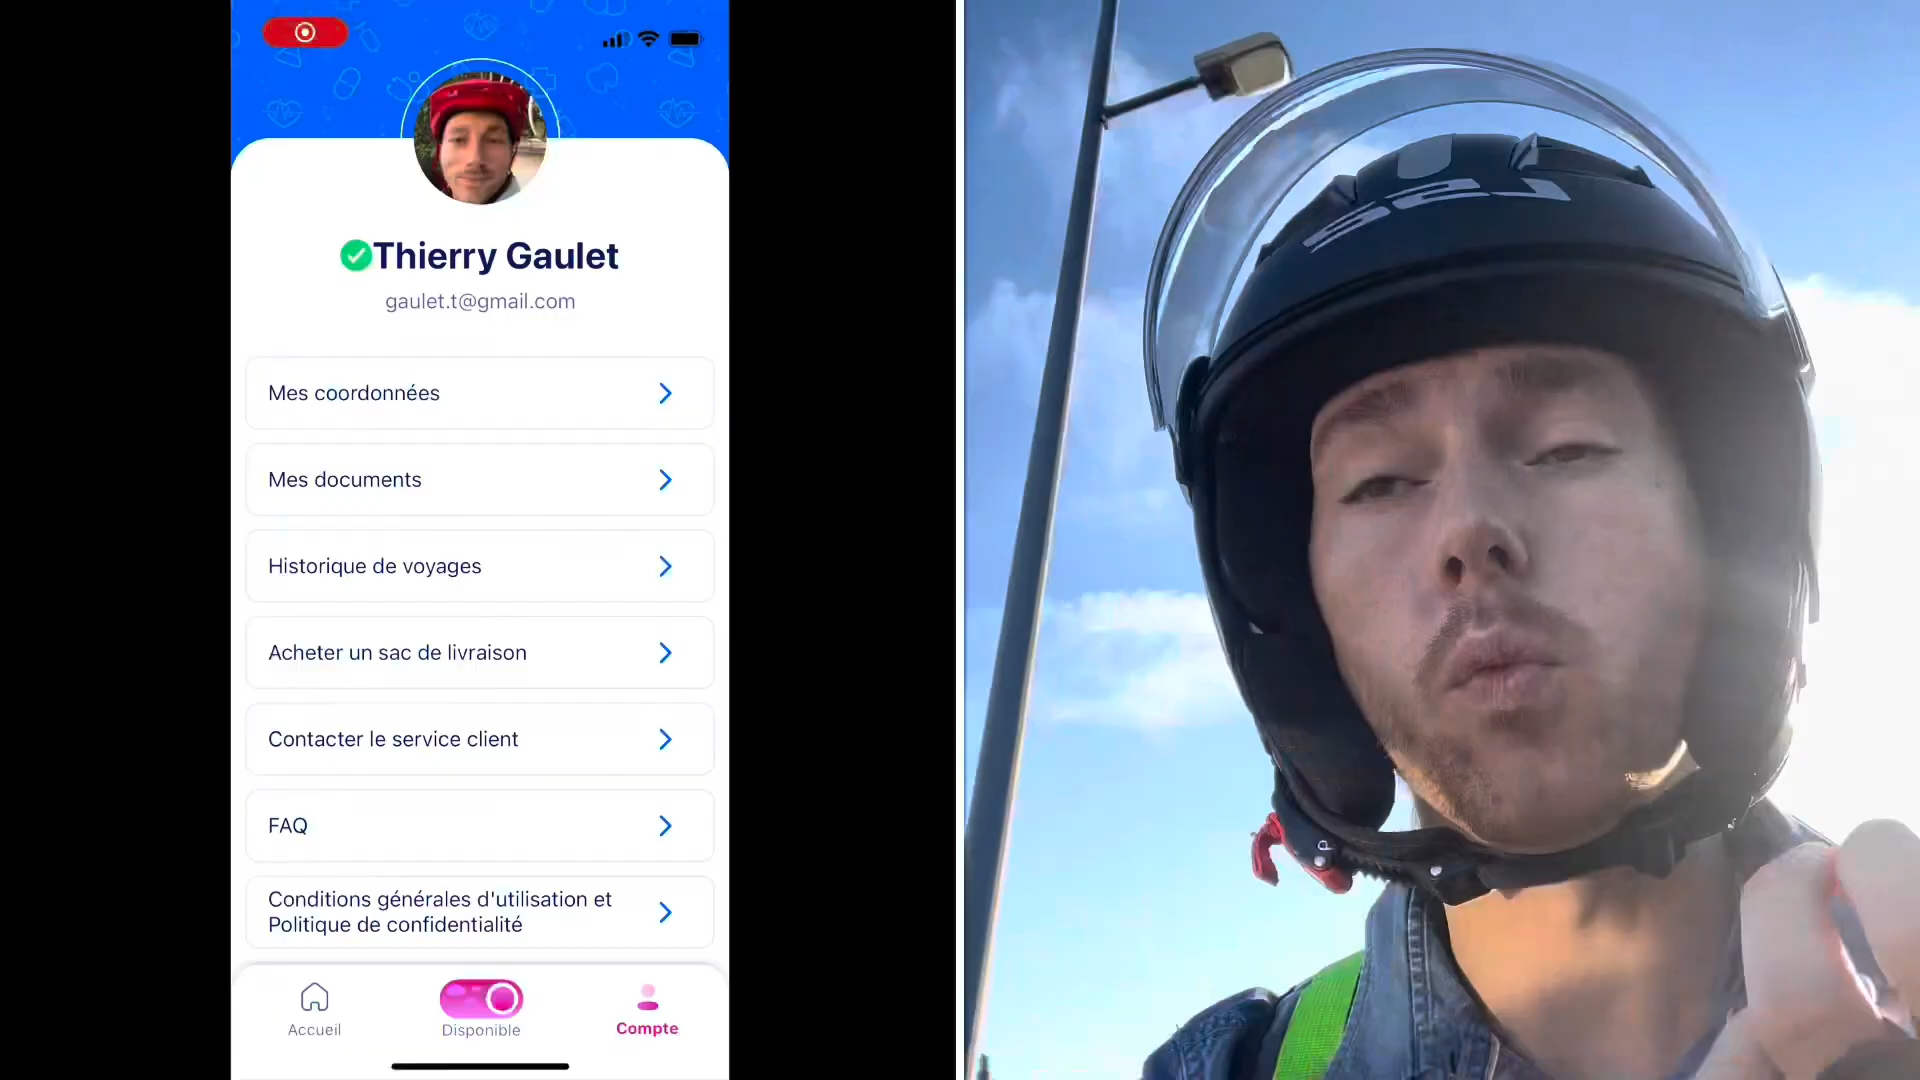 Thierry Gaulet
gaulet.t@gmail.com
Mes coordonnées
Mes documents
Historique de voyages
Acheter un sac de livraison
Contacter le service client
FAQ
Conditions générales d'utilisation et
Politique de confidentialité
Accueil
Disponible
Compte